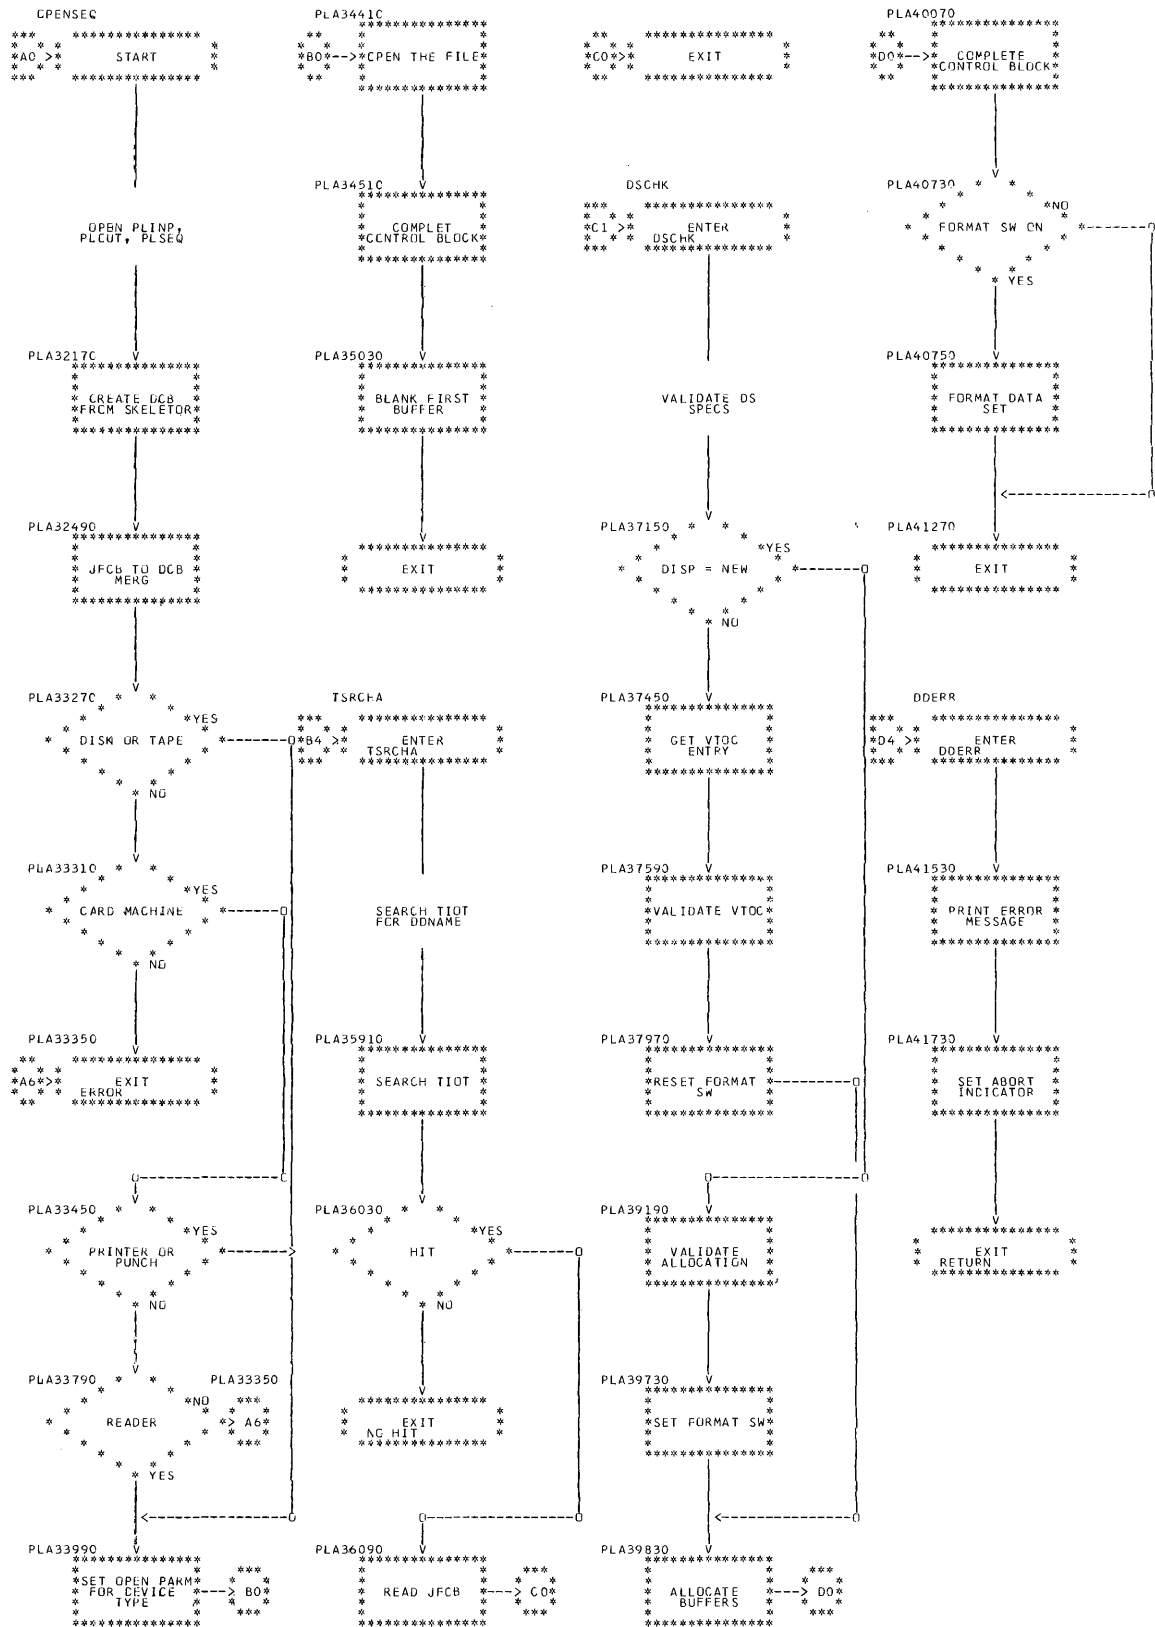 CPENSEQ
A0 >
START
OPEN PLINP,
PLCUT, PLSEQ
PLA3217C
CREATE DCB
FRCM SKELETOR
PLA32490
JFCB TO DCB
MERG
PLA3327C
YES
DISK OR TAPE
NO
PLA33310
YES
CARD MACHINE
NO
PLA33350
A6 >
EXIT
ERROR
PLA33450
YES
PRINTER OR
PUNCH
NO
PLA33790
NO
READER
YES
PLA33350
> A6
PLA33990
SET OPEN PARM
FOR DEVICE
TYPE
---> B0
PLA3441C
B0 -->
CPEN THE FILE
PLA3451C
COMPLET
CCNTROL BLOCK
PLA35030
BLANK FIRST
BUFFER
EXIT
TSRCHA
B4 >
ENTER
TSRCHA
SEARCH TIOT
FCR DDNAME
PLA35910
SEARCH TIOT
PLA36030
YES
HIT
NO
EXIT
NC HIT
PLA36090
READ JFCB
---> C0
C0 >
EXIT
DSCHK
C1 >
ENTER
DSCHK
VALIDATE DS
SPECS
PLA37150
YES
DISP = NEW
NO
PLA37450
GET VTOC
ENTRY
PLA37590
VALIDATE VTOC
PLA37970
RESET FORMAT
SW
PLA39190
VALIDATE
ALLOCATION
PLA39730
SET FORMAT SW
PLA39830
ALLOCATE
BUFFERS
---> D0
PLA40070
D0 -->
COMPLETE
CONTROL BLOCK
PLA40730
NO
FORMAT SW ON
YES
PLA40750
FORMAT DATA
SET
PLA41270
EXIT
DDERR
D4 >
ENTER
DDERR
PLA41530
PRINT ERROR
MESSAGE
PLA41730
SET ABORT
INDICATOR
EXIT
RETURN